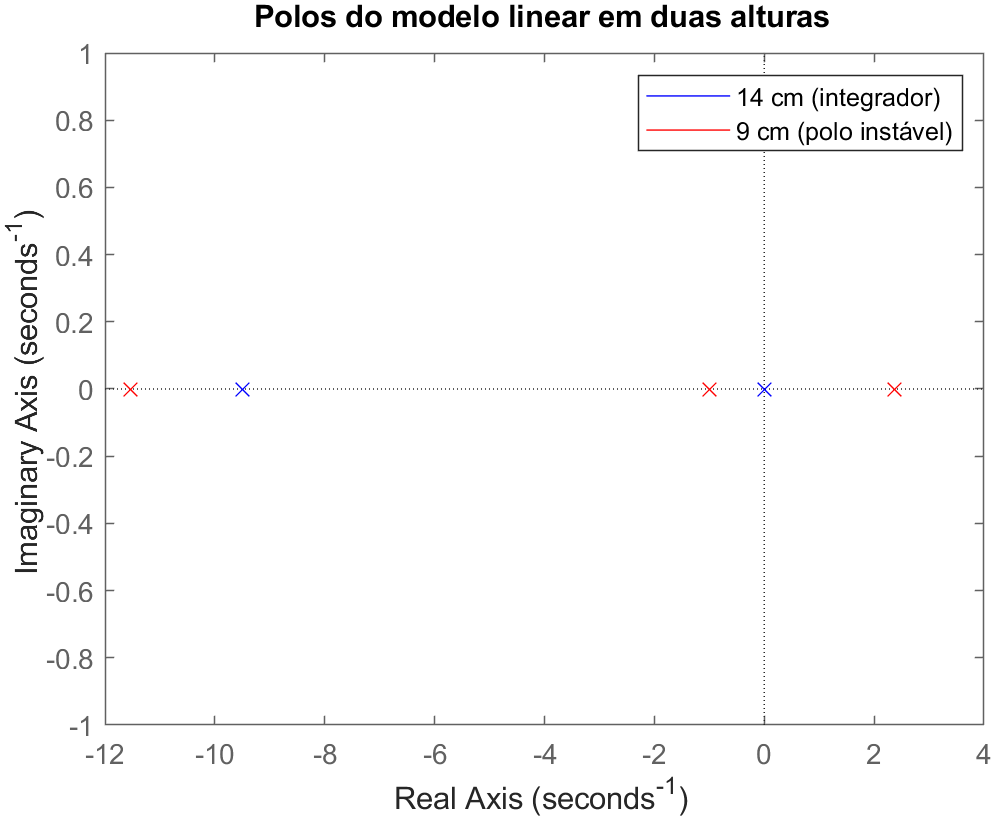 Polos do modelo linear em duas alturas
14 cm (integrador)
9 cm (polo instável)
1
0.8
0.6
0.4
0.2
0
-0.2
-0.4
-0.6
-0.8
-1
-12 -10 -8 -6 -4 -2 0 2 4
Real Axis (seconds⁻¹)
Imaginary Axis (seconds⁻¹)